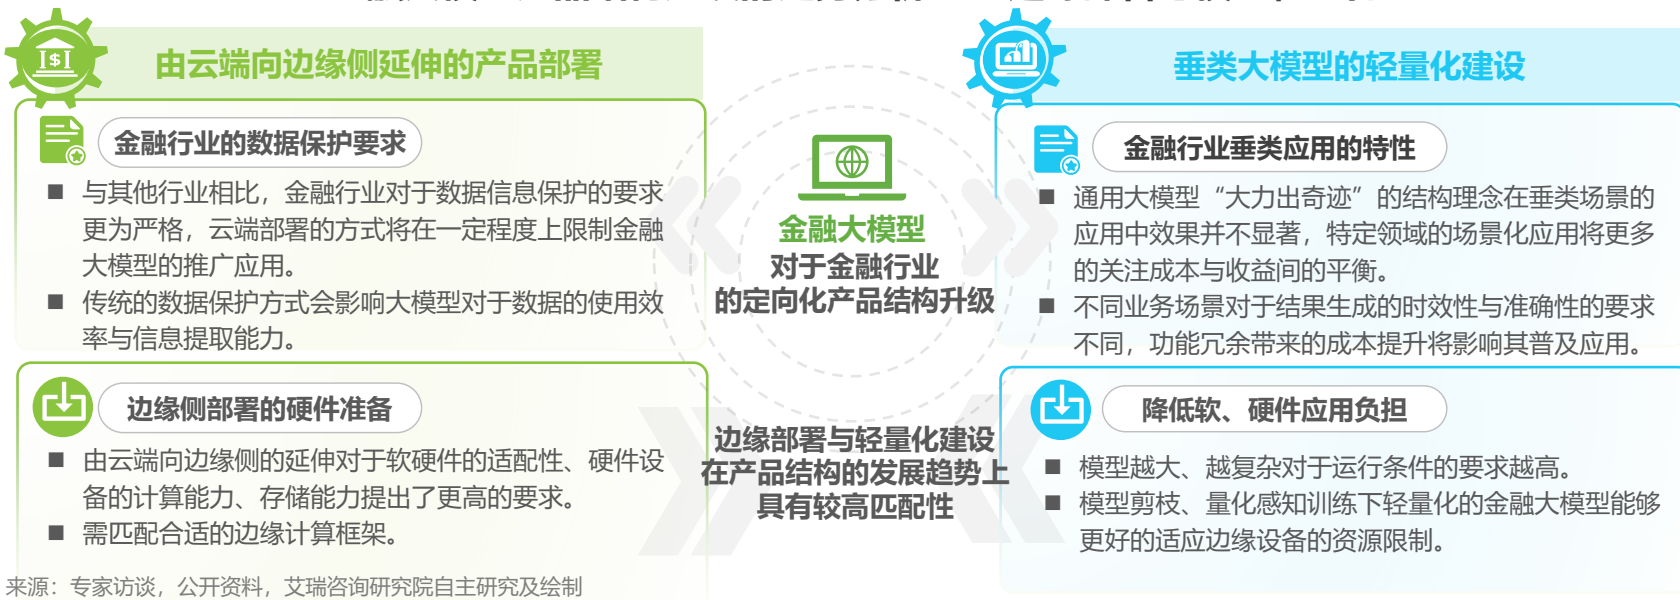 由云端向边缘侧延伸的产品部署
金融行业的数据保护要求
■ 与其他行业相比，金融行业对于数据信息保护的要求
更为严格，云端部署的方式将在一定程度上限制金融
大模型的推广应用。
■ 传统的数据保护方式会影响大模型对于数据的使用效
率与信息提取能力。
边缘侧部署的硬件准备
■ 由云端向边缘侧的延伸对于软硬件的适配性、硬件设
备的计算能力、存储能力提出了更高的要求。
■ 需匹配合适的边缘计算框架。
金融大模型
对于金融行业
的定向化产品结构升级
边缘部署与轻量化建设
在产品结构的发展趋势上
具有较高匹配性
垂类大模型的轻量化建设
金融行业垂类应用的特性
■ 通用大模型“大力出奇迹”的结构理念在垂类场景的
应用中效果并不显著，特定领域的场景化应用将更多
的关注成本与收益间的平衡。
■ 不同业务场景对于结果生成的时效性与准确性的要求
不同，功能冗余带来的成本提升将影响其普及应用。
降低软、硬件应用负担
■ 模型越大、越复杂对于运行条件的要求越高。
■ 模型剪枝、量化感知训练下轻量化的金融大模型能够
更好的适应边缘设备的资源限制。
来源：专家访谈，公开资料，艾瑞咨询研究院自主研究及绘制